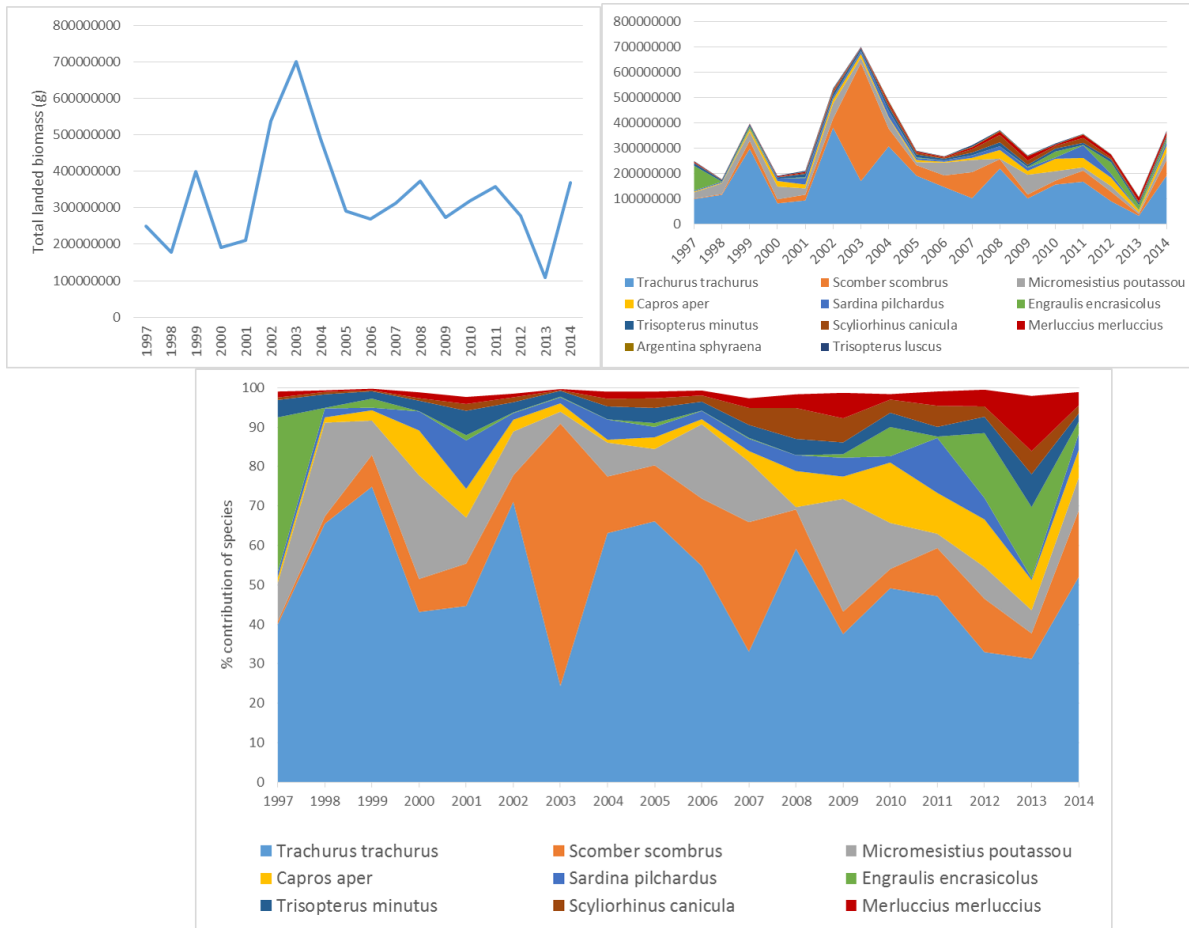 800000000
700000000
600000000
500000000
400000000
300000000
200000000
100000000
0
Total landed biomass (g)
1997 1998 1999 2000 2001 2002 2003 2004 2005 2006 2007 2008 2009 2010 2011 2012 2013 2014
800000000
700000000
600000000
500000000
400000000
300000000
200000000
100000000
0
1997 1998 1999 2000 2001 2002 2003 2004 2005 2006 2007 2008 2009 2010 2011 2012 2013 2014
Trachurus trachurus Scomber scombrus Micromesistius poutassou
Capros aper Sardina pilchardus Engraulis encrasicolus
Trisopterus minutus Scyliorhinus canicula Merluccius merluccius
Argentina sphyraena Trisopterus luscus
100
90
80
70
60
50
40
30
20
10
0
% contribution of species
1997 1998 1999 2000 2001 2002 2003 2004 2005 2006 2007 2008 2009 2010 2011 2012 2013 2014
Trachurus trachurus Scomber scombrus Micromesistius poutassou
Capros aper Sardina pilchardus Engraulis encrasicolus
Trisopterus minutus Scyliorhinus canicula Merluccius merluccius